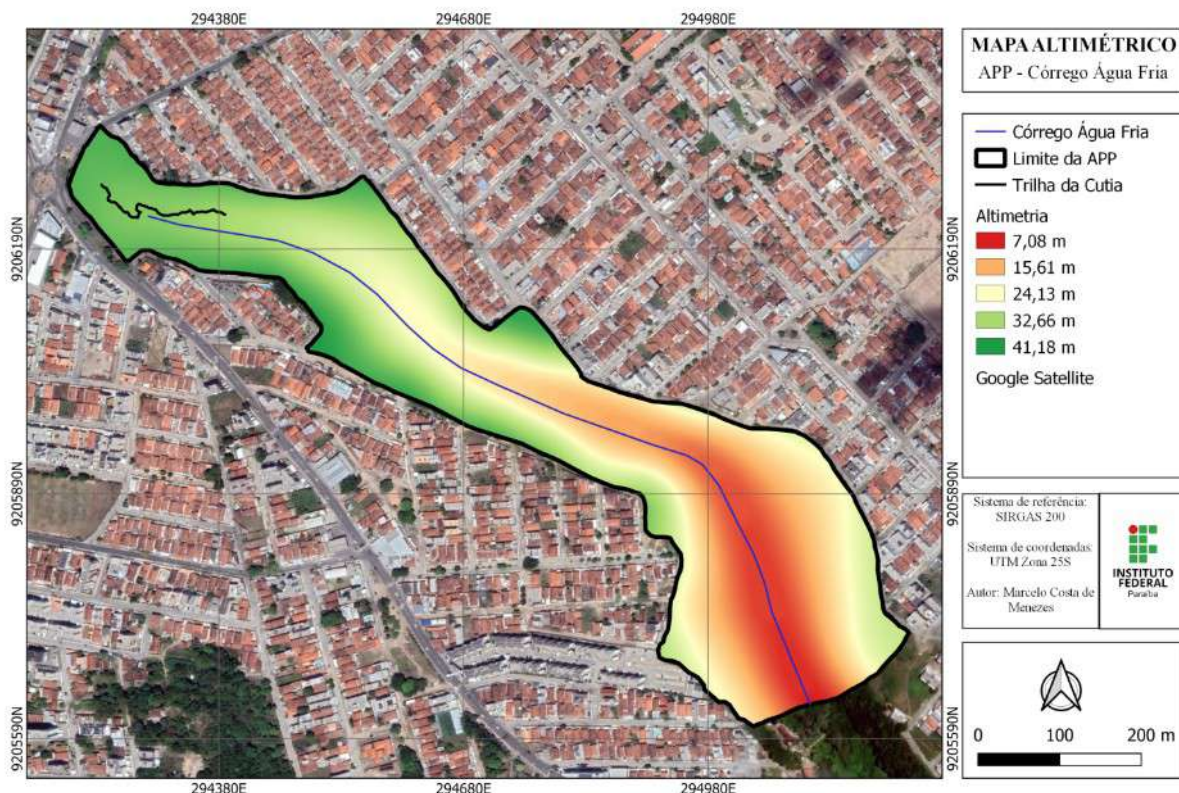 294380E
294680E
294980E
9206190N
9205890N
9205590N
9206190N
9205890N
9205590N
294380E
294680E
294980E
MAPA ALTIMÉTRICO
APP - Córrego Água Fria
Córrego Água Fria
Limite da APP
Trilha da Cutia
Altimetria
7,08 m
15,61 m
24,13 m
32,66 m
41,18 m
Google Satellite
Sistema de referência:
SIRGAS 200
Sistema de coordenadas:
UTM Zona 25S
Autor: Marcelo Costa de
Menezes
INSTITUTO
FEDERAL
Paraíba
0 100 200 m